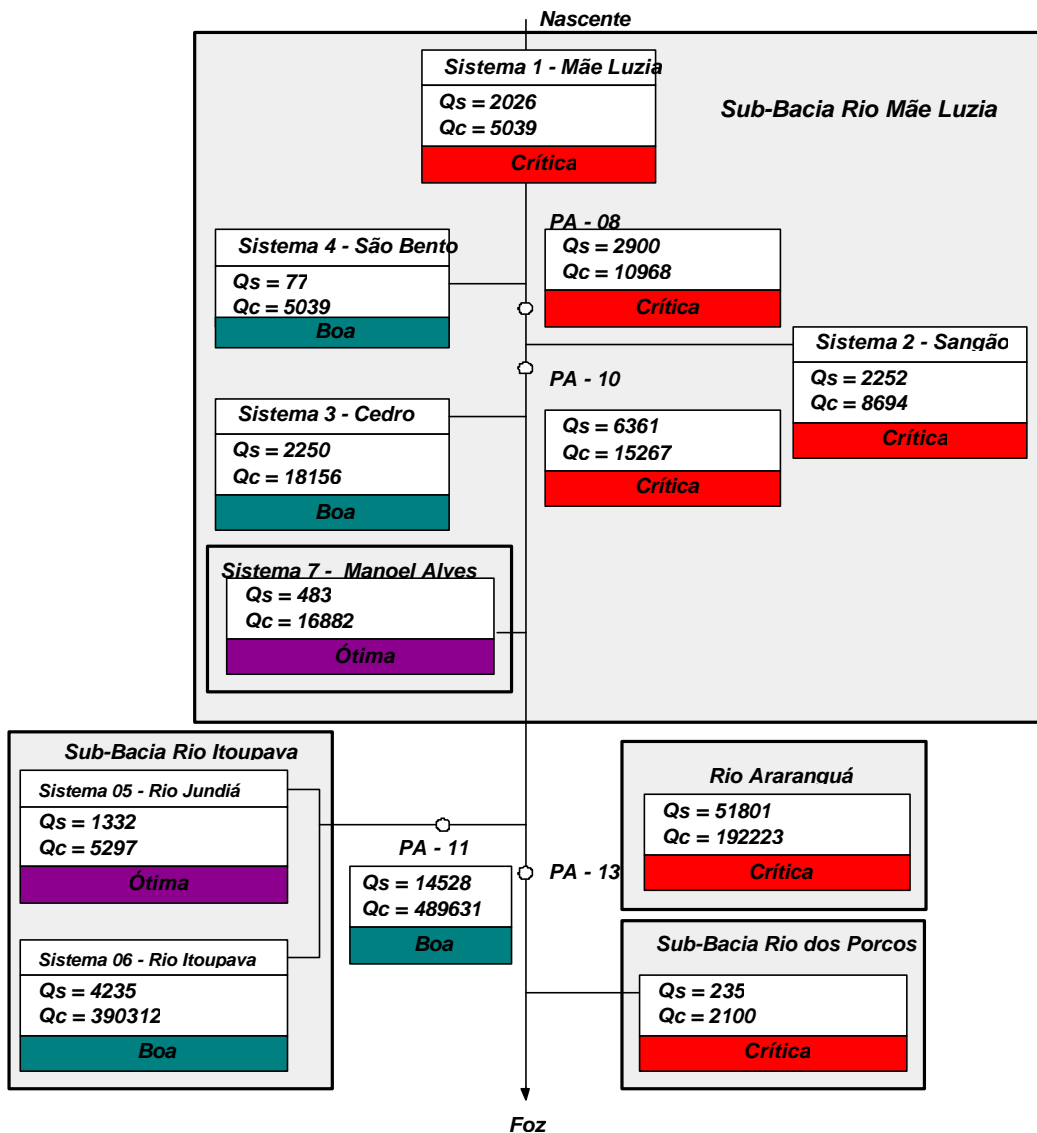 Nascente
Sistema 1 - Mãe Luzia
Qs = 2026
Qc = 5039
Crítica
Sub-Bacia Rio Mãe Luzia
PA - 08
Qs = 2900
Qc = 10968
Crítica
Sistema 4 - São Bento
Qs = 77
Qc = 5039
Boa
Sistema 2 - Sangão
Qs = 2252
Qc = 8694
Crítica
PA - 10
Qs = 6361
Qc = 15267
Crítica
Sistema 3 - Cedro
Qs = 2250
Qc = 18156
Boa
Sistema 7 - Manoel Alves
Qs = 483
Qc = 16882
Ótima
Sub-Bacia Rio Itoupava
Sistema 05 - Rio Jundiá
Qs = 1332
Qc = 5297
Ótima
Sistema 06 - Rio Itoupava
Qs = 4235
Qc = 390312
Boa
PA - 11
Qs = 14528
Qc = 489631
Boa
PA - 13
Rio Araranguá
Qs = 51801
Qc = 192223
Crítica
Sub-Bacia Rio dos Porcos
Qs = 235
Qc = 2100
Crítica
Foz